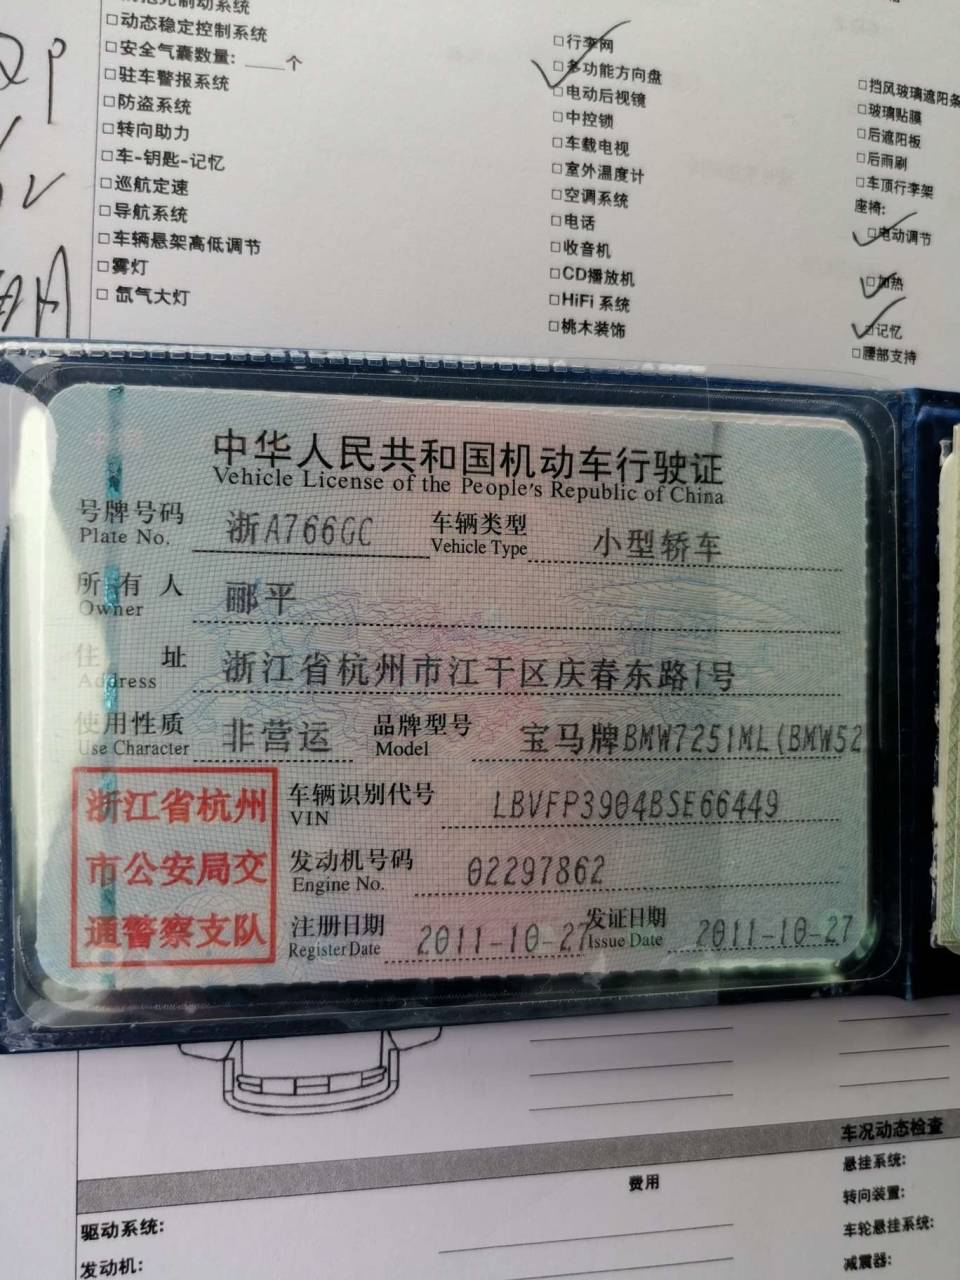 □动态稳定控制系统
□安全气囊数量: ____个
□驻车警报系统
□防盗系统
□转向助力
□车-钥匙-记忆
□巡航定速
□导航系统
□车辆悬架高低调节
□雾灯
□ 氙气大灯
□行李网
□多功能方向盘
□电动后视镜
□中控锁
□车载电视
□室外温度计
□空调系统
□电话
□收音机
□CD播放机
□HiFi 系统
□桃木装饰
□挡风玻璃遮阳条
□玻璃贴膜
□后遮阳板
□后雨刷
□车顶行李架
座椅:
□电动调节
□加热
□记忆
□腰部支持
中华人民共和国机动车行驶证
Vehicle License of the People's Republic of China
号牌号码 浙A766GC 车辆类型 小型轿车
Plate No. Vehicle Type
所有人 郦平
Owner
住址 浙江省杭州市江干区庆春东路1号
Address
使用性质 非营运 品牌型号 宝马牌BMW7251ML(BMW52
Use Character Model
浙江省杭州
市公安局交
通警察支队
车辆识别代号 LBVFP3904BSE66449
VIN
发动机号码 02297862
Engine No.
注册日期 2011-10-27 发证日期 2011-10-27
Register Date Issue Date
车况动态检查
费用
悬挂系统:
转向装置:
驱动系统:
车轮悬挂系统:
发动机:
减震器: